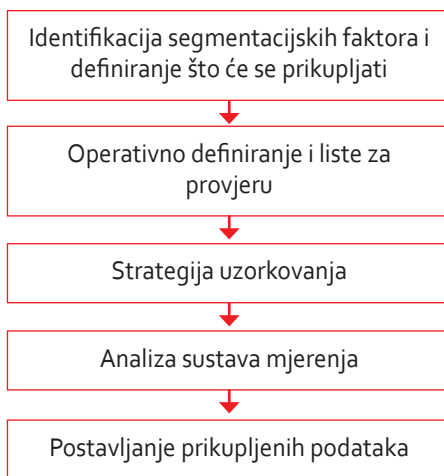 Identifikacija segmentacijskih faktora i
definiranje što će se prikupljati
Operativno definiranje i liste za
provjeru
Strategija uzorkovanja
Analiza sustava mjerenja
Postavljanje prikupljenih podataka